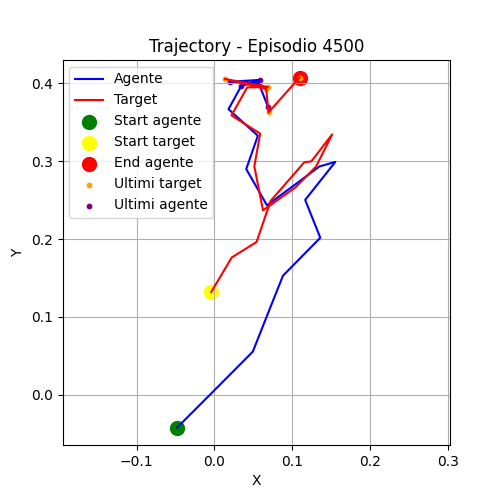 Trajectory - Episodio 4500
Agente
Target
Start agente
Start target
End agente
Ultimi target
Ultimi agente
0.4
0.3
0.2
0.1
0.0
Y
−0.1
0.0
0.1
0.2
0.3
X